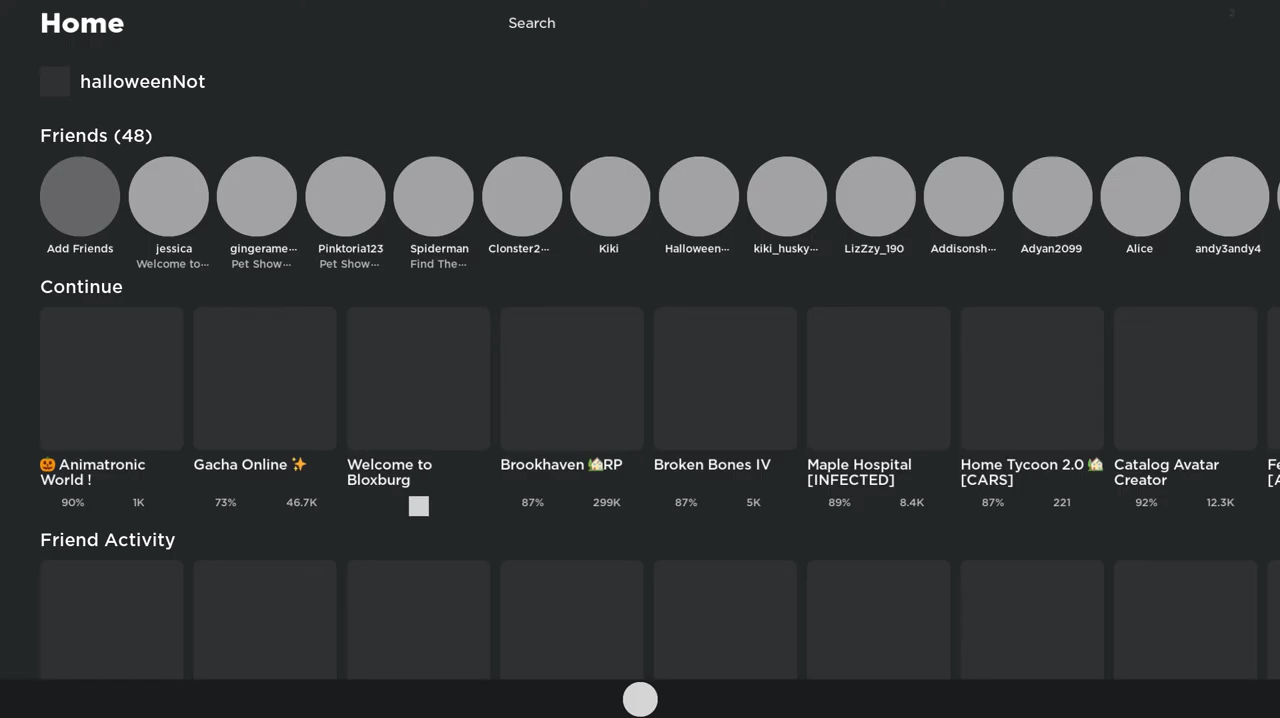 Home
Search
2
halloweenNot
Friends (48)
Add Friends
jessica
gingerame···
Pinktoria123
Spiderman
Clonster2···
Kiki
Halloween···
kiki_husky···
LizZzy_190
Addisonsh···
Adyan2099
Alice
andy3andy4
Welcome to···
Pet Show···
Pet Show···
Find The···
Continue
🎃 Animatronic
World !
Gacha Online ✨
Welcome to
Bloxburg
Brookhaven 🏡RP
Broken Bones IV
Maple Hospital
[INFECTED]
Home Tycoon 2.0 🏡
[CARS]
Catalog Avatar
Creator
90% 1K
73% 46.7K
87% 299K
87% 5K
89% 8.4K
87% 221
92% 12.3K
Friend Activity